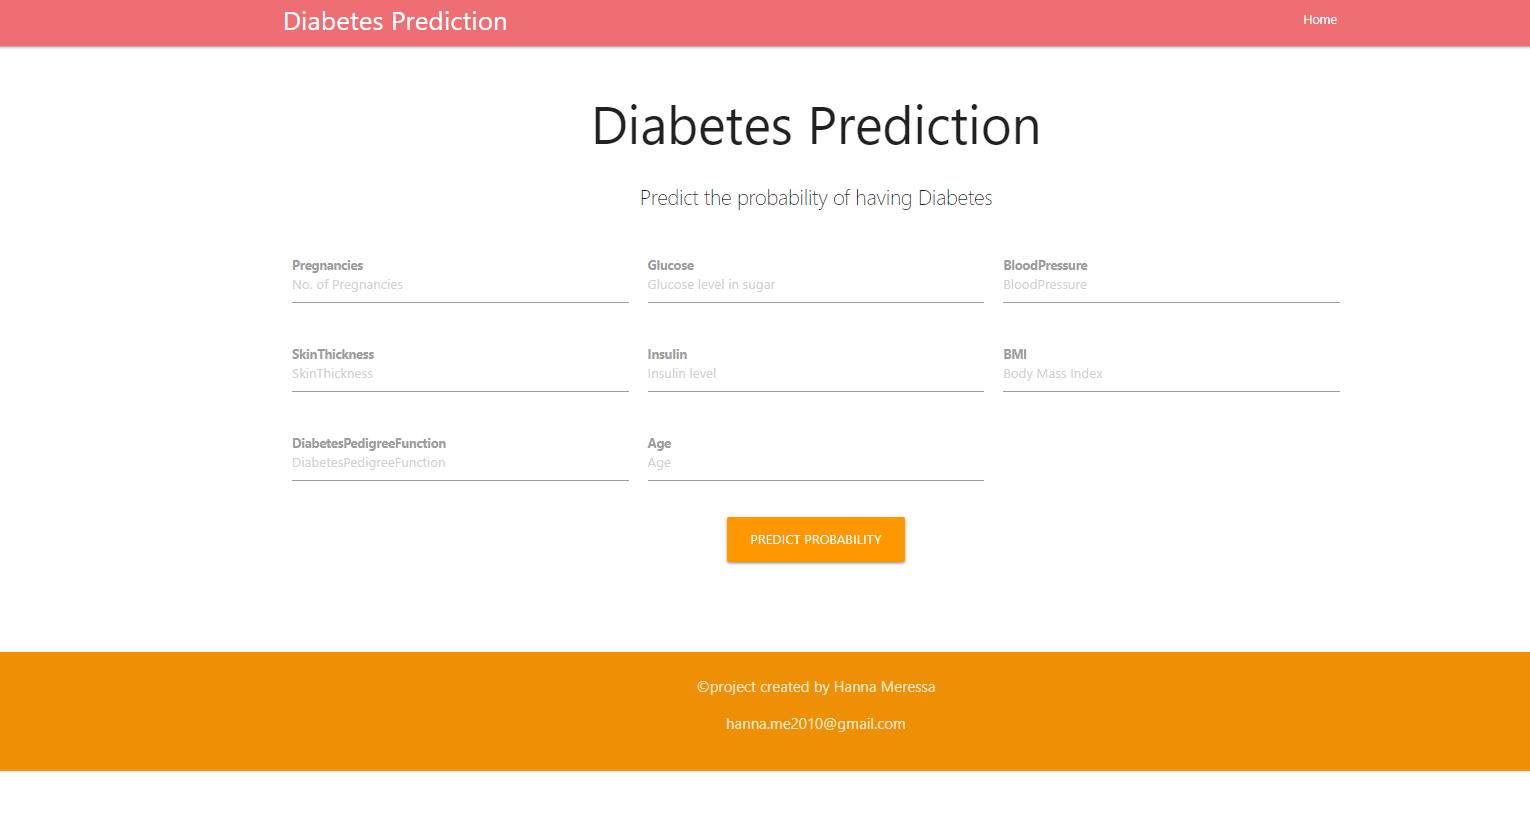 Diabetes Prediction
Home
Diabetes Prediction
Predict the probability of having Diabetes
Pregnancies
No. of Pregnancies
Glucose
Glucose level in sugar
BloodPressure
BloodPressure
SkinThickness
SkinThickness
Insulin
Insulin level
BMI
Body Mass Index
DiabetesPedigreeFunction
DiabetesPedigreeFunction
Age
Age
PREDICT PROBABILITY
©project created by Hanna Meressa
hanna.me2010@gmail.com